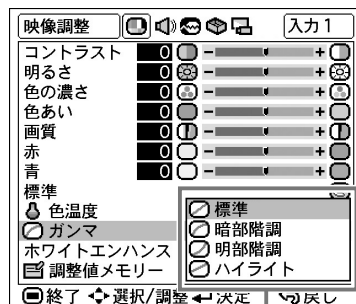 映像調整 入力1
コントラスト 0 - +
明るさ 0 - +
色の濃さ 0 - +
色あい 0 - +
画質 0 - +
赤 0 - +
青 0 - +
標準
色温度
ガンマ
ホワイトエンハンス
調整値メモリー
標準
暗部階調
明部階調
ハイライト
終了 選択/調整 決定 戻し